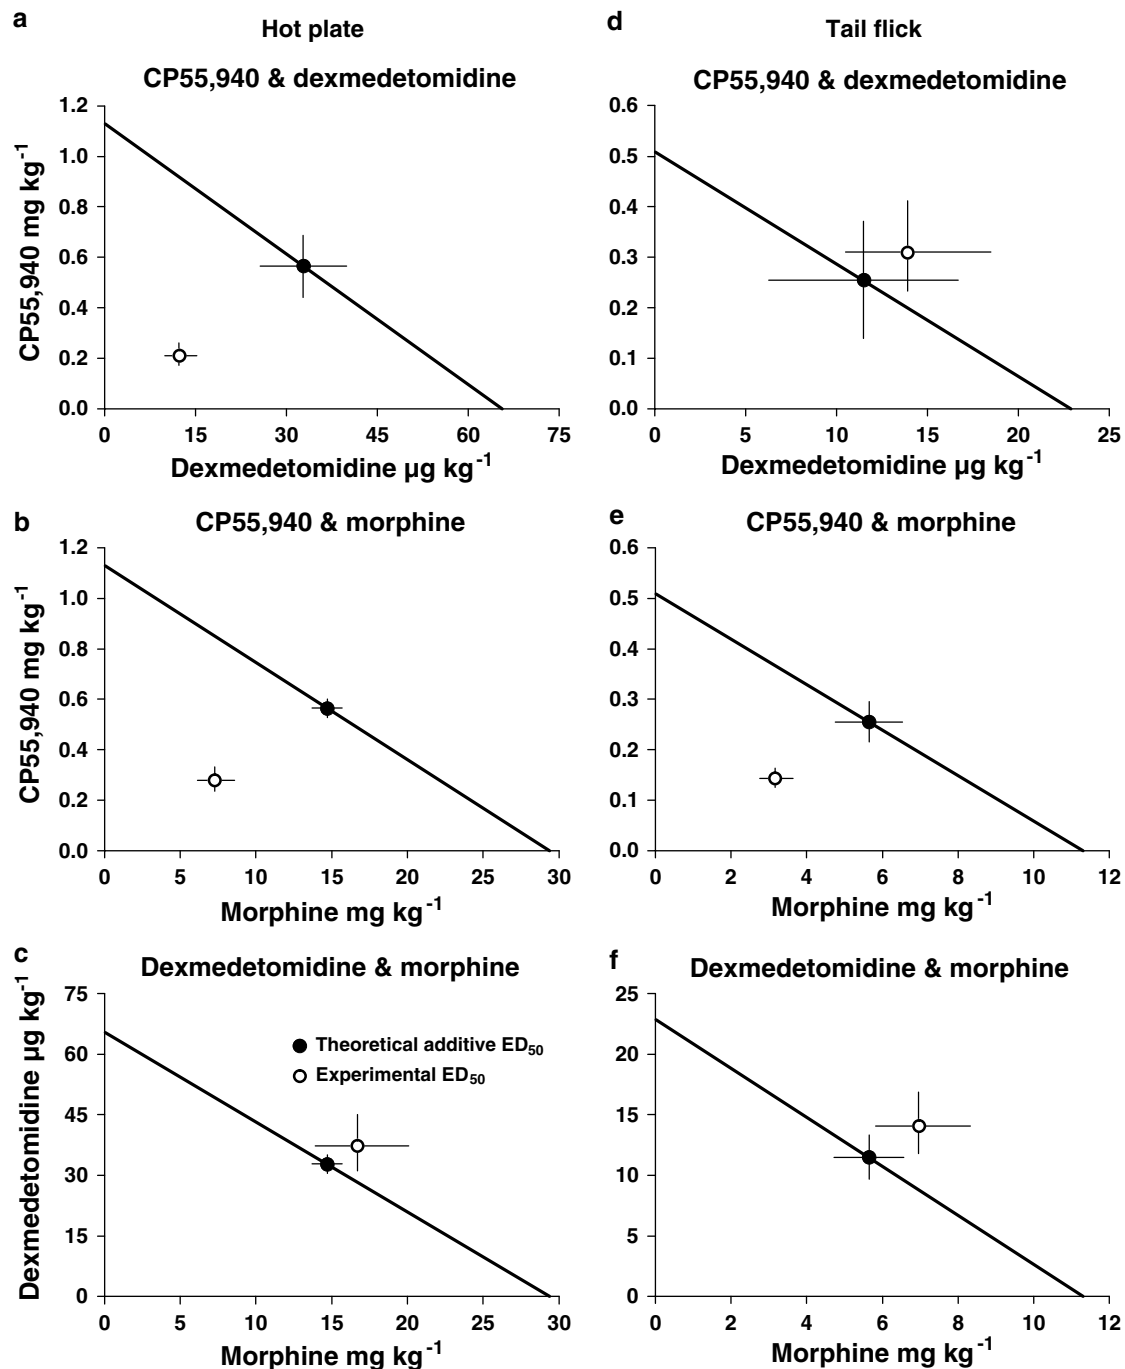 a
Hot plate
CP55,940 & dexmedetomidine
CP55,940 mg kg-1
1.2
1.0
0.8
0.6
0.4
0.2
0.0
0 15 30 45 60 75
Dexmedetomidine µg kg-1
d
Tail flick
CP55,940 & dexmedetomidine
0.6
0.5
0.4
0.3
0.2
0.1
0.0
0 5 10 15 20 25
Dexmedetomidine µg kg-1
b
CP55,940 & morphine
CP55,940 mg kg-1
1.2
1.0
0.8
0.6
0.4
0.2
0.0
0 5 10 15 20 25 30
Morphine mg kg-1
e
CP55,940 & morphine
0.6
0.5
0.4
0.3
0.2
0.1
0.0
0 2 4 6 8 10 12
Morphine mg kg-1
c
Dexmedetomidine & morphine
Dexmedetomidine µg kg-1
75
60
45
30
15
0
Theoretical additive ED50
Experimental ED50
0 5 10 15 20 25 30
Morphine mg kg-1
f
Dexmedetomidine & morphine
25
20
15
10
5
0
0 2 4 6 8 10 12
Morphine mg kg-1